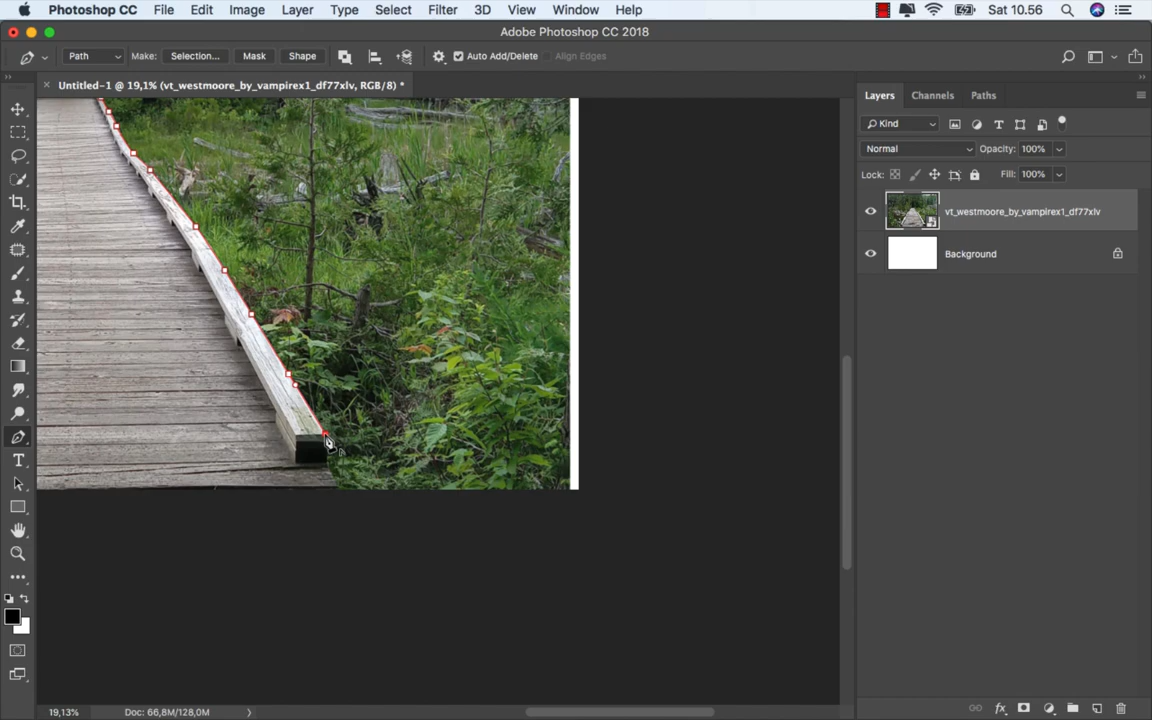 Photoshop CC File Edit Image Layer Type Select Filter 3D View Window Help Sat 10.56
Adobe Photoshop CC 2018
Path Make: Selection... Mask Shape Auto Add/Delete Align Edges
Untitled-1 @ 19,1% (vt_westmoore_by_vampirex1_df77xlv, RGB/8) *
Layers Channels Paths
Kind
Normal Opacity: 100%
Lock: Fill: 100%
vt_westmoore_by_vampirex1_df77xlv
Background
19,13% Doc: 66,8M/128,0M